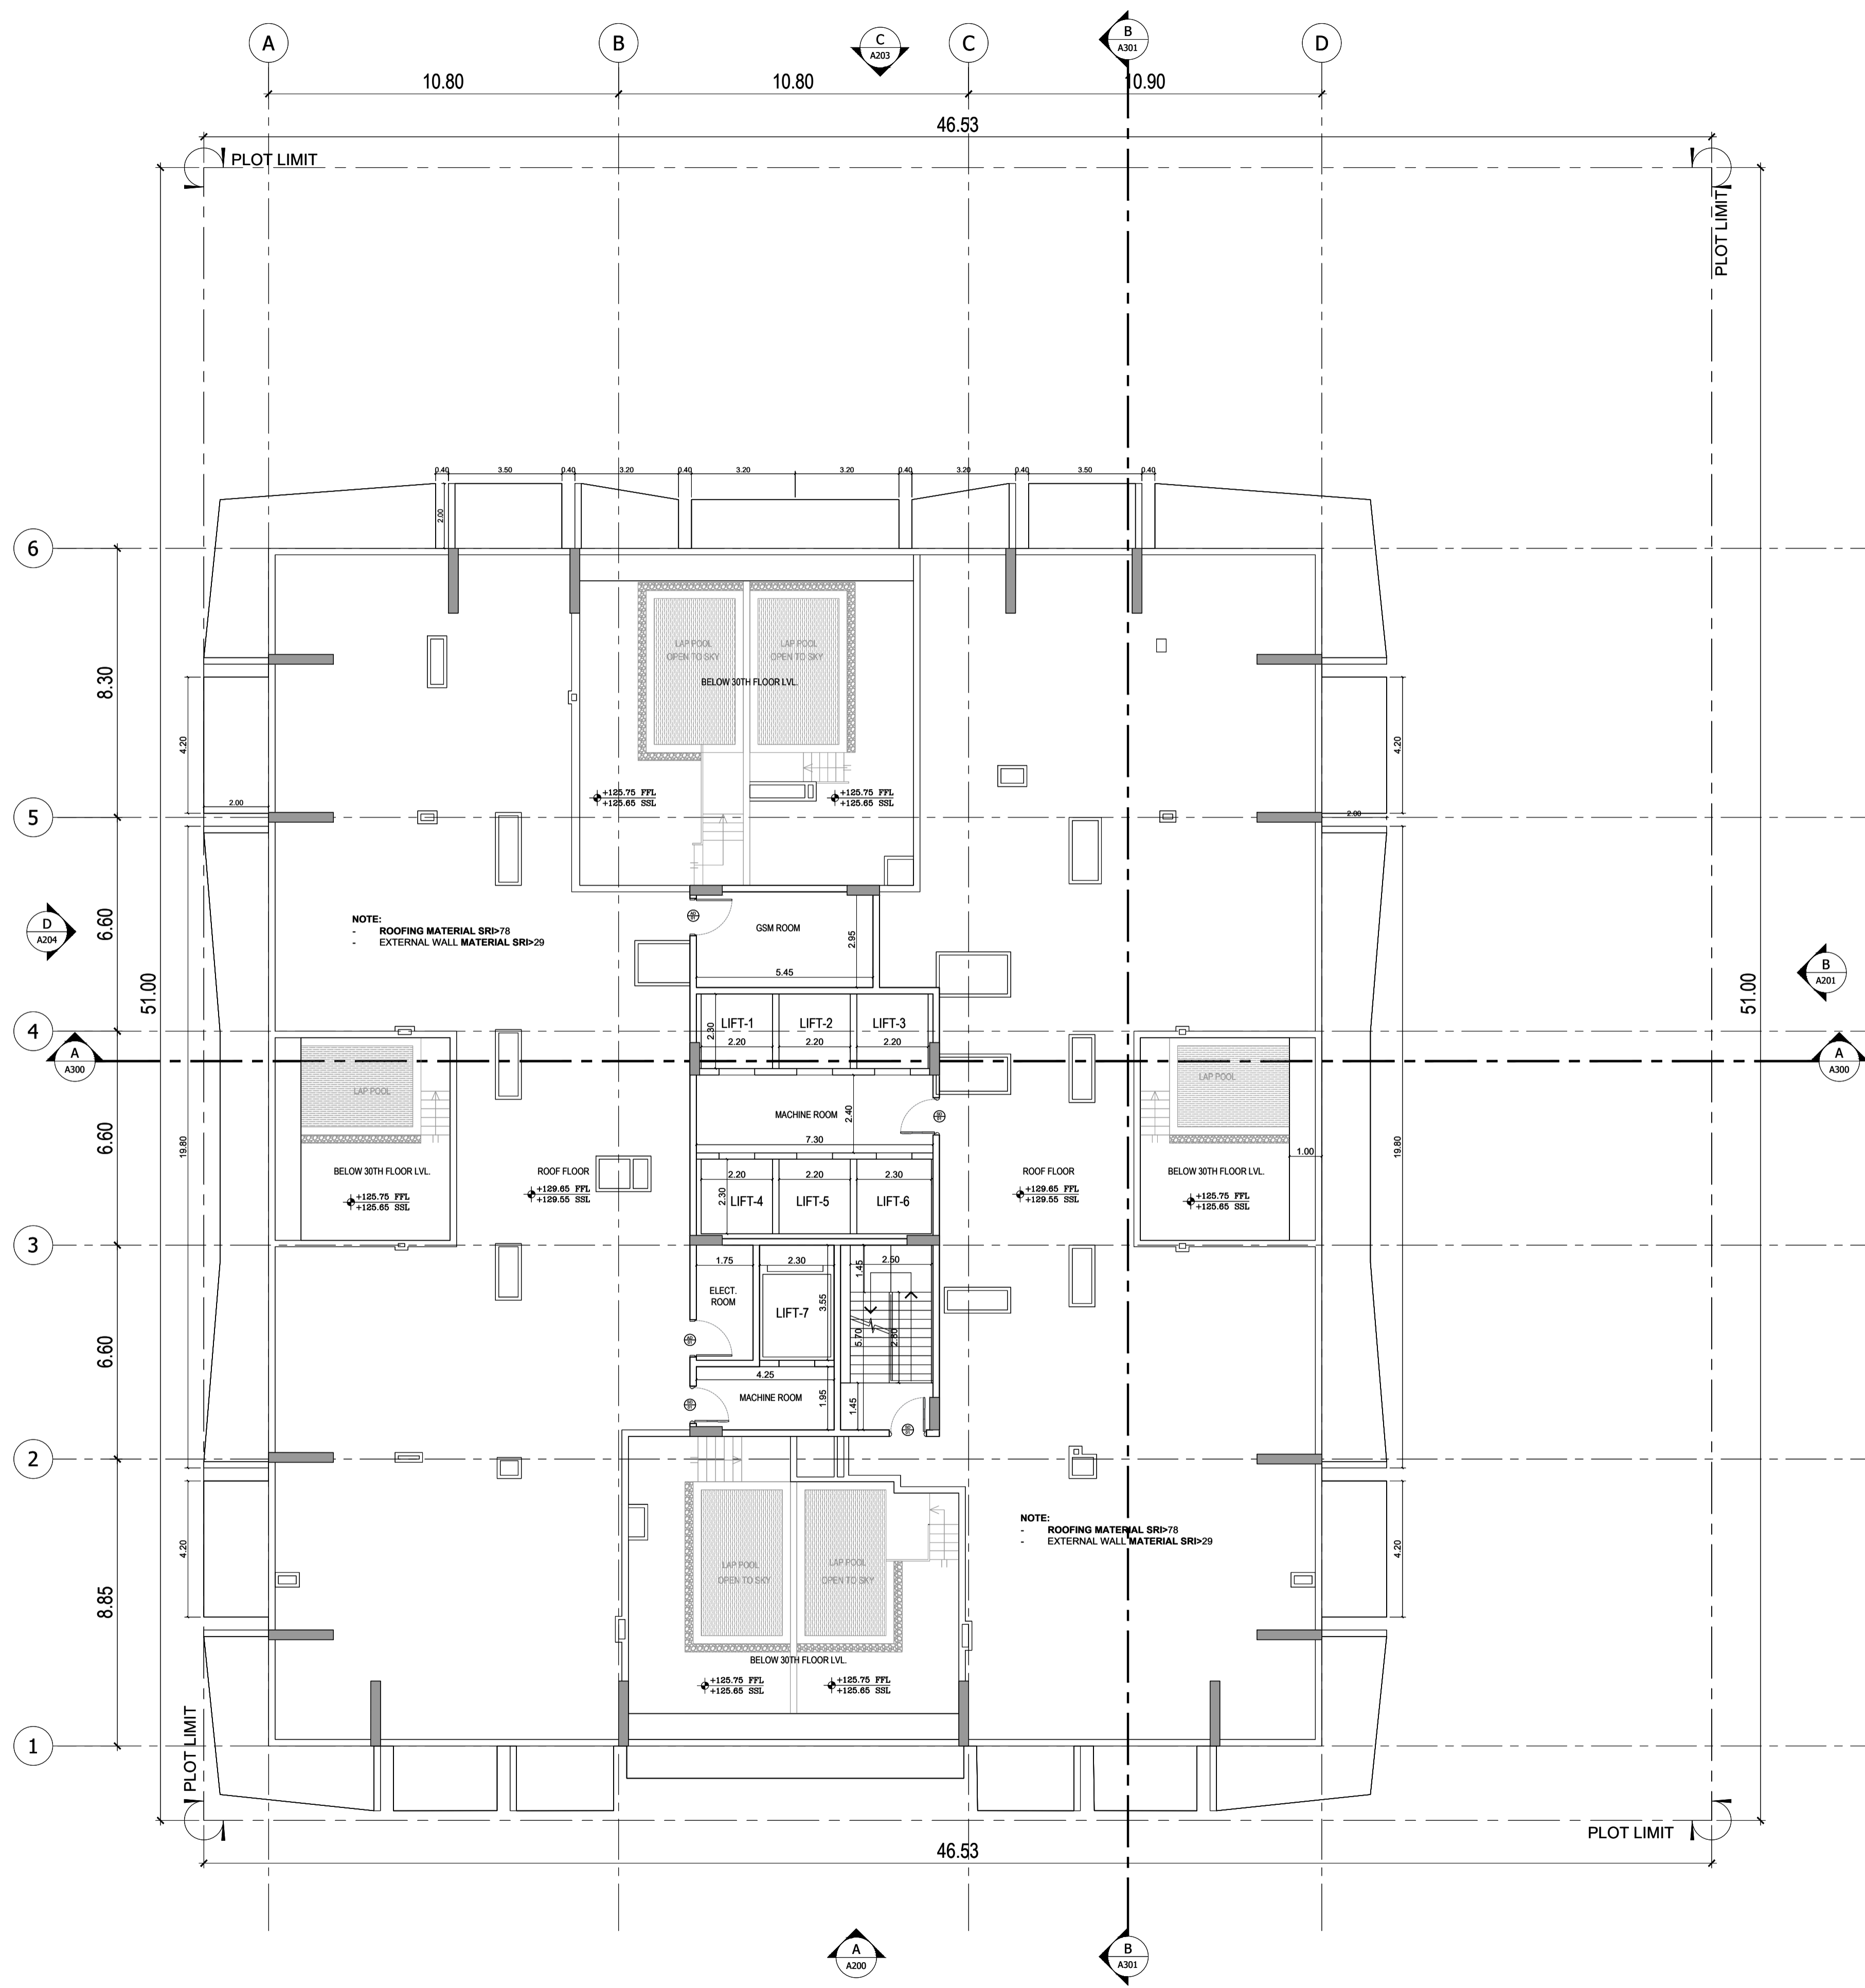 A
B
C
A203
C
B
A301
D
10.80
10.80
10.90
46.53
PLOT LIMIT
PLOT LIMIT
0.40
3.50
0.40
3.20
0.40
3.20
3.20
0.40
3.20
0.40
3.50
0.40
2.00
6
8.30
LAP POOL
OPEN TO SKY
LAP POOL
OPEN TO SKY
BELOW 30TH FLOOR LVL.
4.20
4.20
+125.75 FFL
+125.65 SSL
+125.75 FFL
+125.65 SSL
2.00
2.00
5
D
A204
6.60
NOTE:
- ROOFING MATERIAL SRI>78
- EXTERNAL WALL MATERIAL SRI>29
GSM ROOM
2.95
5.45
51.00
51.00
B
A201
4
LIFT-1
LIFT-2
LIFT-3
2.30
2.20
2.20
2.20
A
A300
A
A300
LAP POOL
LAP POOL
MACHINE ROOM
2.40
7.30
6.60
19.80
19.80
1.00
BELOW 30TH FLOOR LVL.
+125.75 FFL
+125.65 SSL
ROOF FLOOR
+129.65 FFL
+129.55 SSL
2.20
2.20
2.30
2.30
LIFT-4
LIFT-5
LIFT-6
ROOF FLOOR
+129.65 FFL
+129.55 SSL
BELOW 30TH FLOOR LVL.
+125.75 FFL
+125.65 SSL
3
1.75
2.30
1.45
2.50
ELECT.
ROOM
LIFT-7
3.55
5.70
2.80
6.60
4.25
MACHINE ROOM
1.95
1.45
2
NOTE:
- ROOFING MATERIAL SRI>78
- EXTERNAL WALL MATERIAL SRI>29
4.20
4.20
LAP POOL
OPEN TO SKY
LAP POOL
OPEN TO SKY
8.85
BELOW 30TH FLOOR LVL.
+125.75 FFL
+125.65 SSL
+125.75 FFL
+125.65 SSL
1
PLOT LIMIT
PLOT LIMIT
46.53
A
A200
B
A301